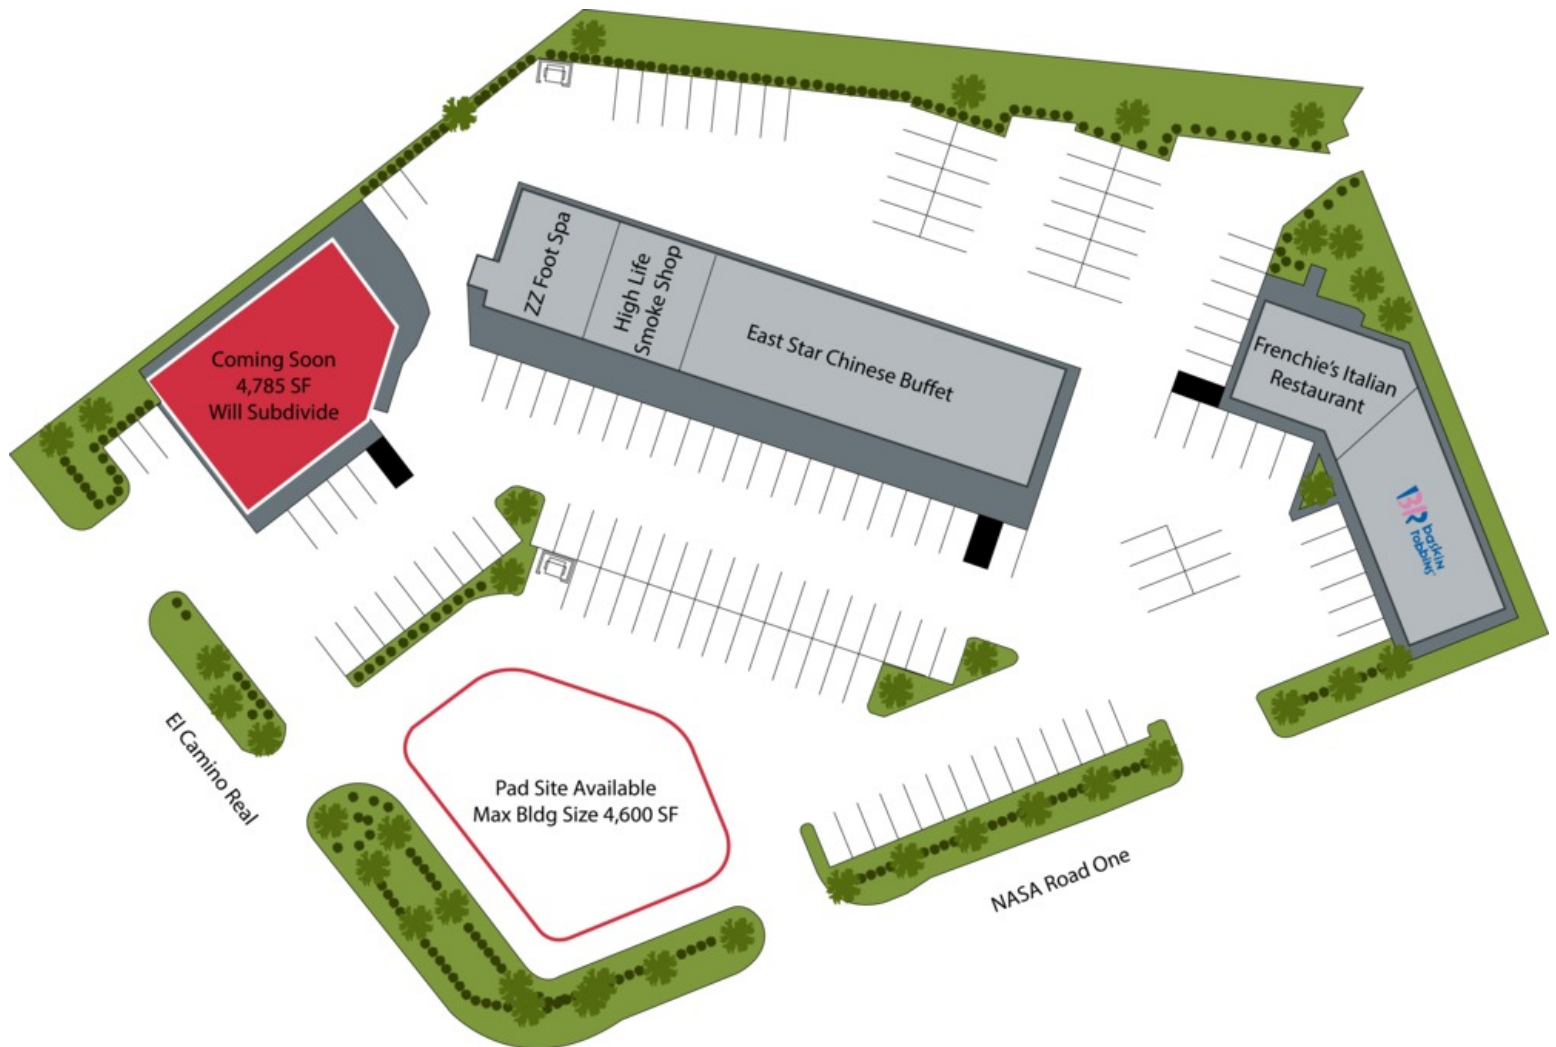 ZZ Foot Spa
High Life
Smoke Shop
East Star Chinese Buffet
Frenchie's Italian
Restaurant
Coming Soon
4,785 SF
Will Subdivide
BR
baskin
robbins
El Camino Real
Pad Site Available
Max Bldg Size 4,600 SF
NASA Road One